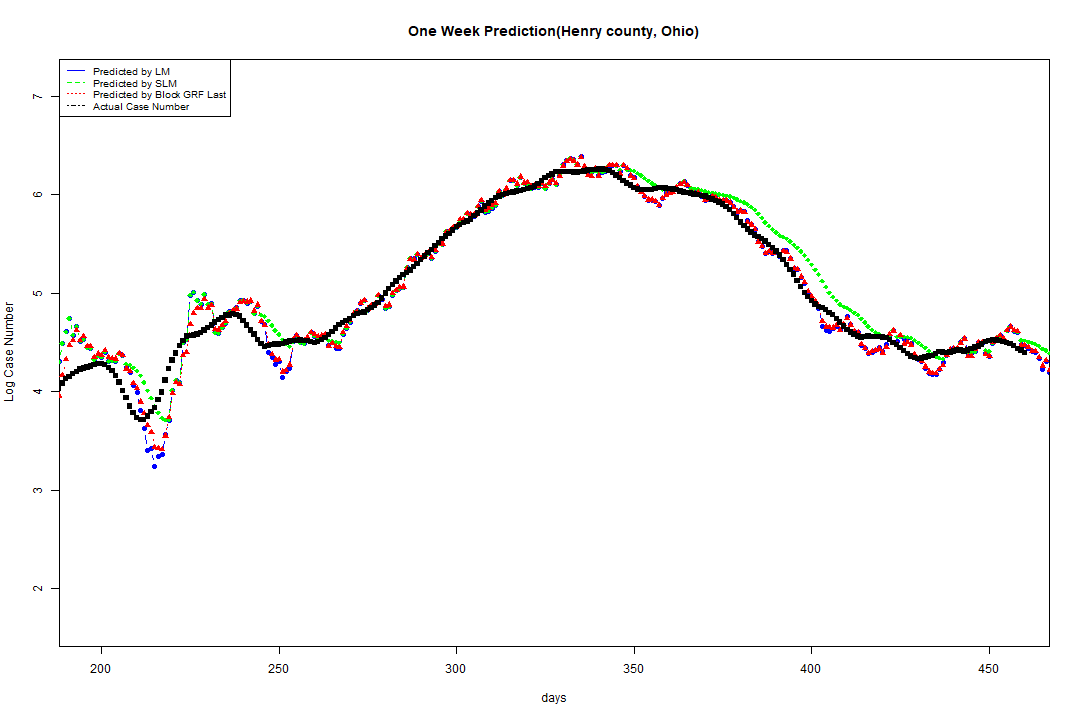 One Week Prediction(Henry county, Ohio)
Predicted by LM
Predicted by SLM
Predicted by Block GRF Last
Actual Case Number
7
6
5
4
3
2
Log Case Number
200 250 300 350 400 450
days